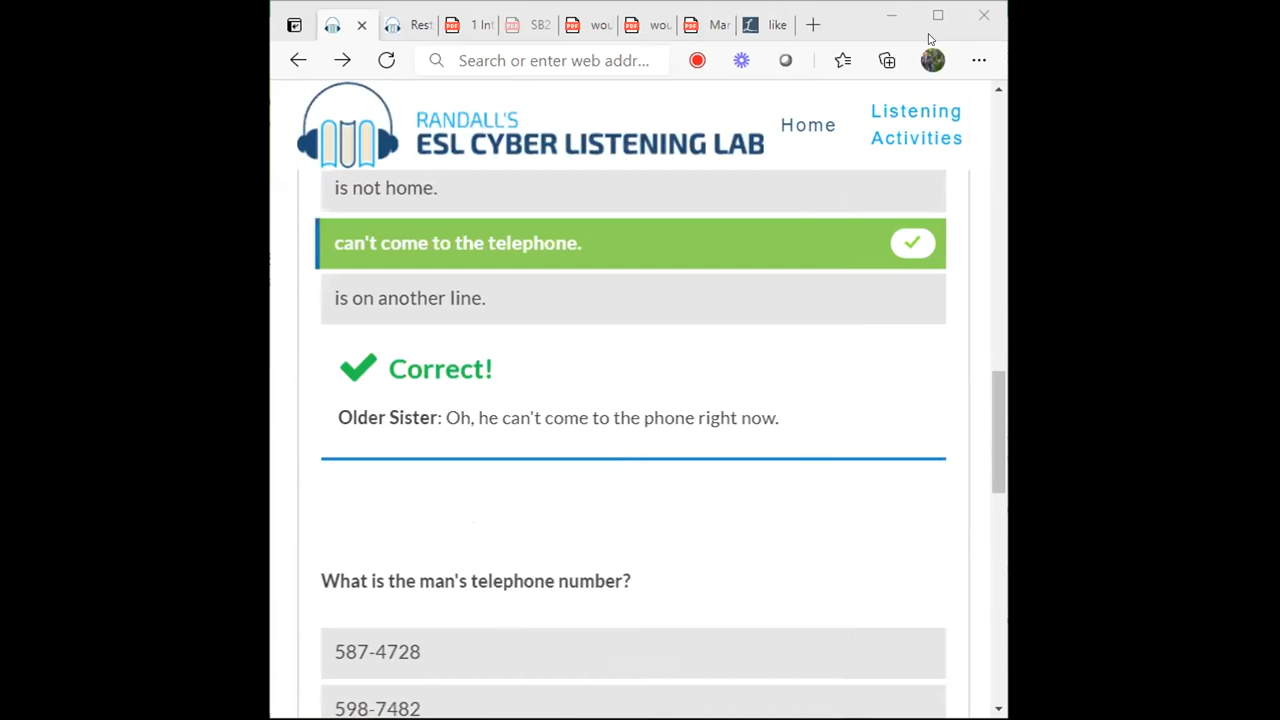 Rest
1 Int
SB2
wou
wou
Mar
like
Search or enter web addr...
RANDALL'S
ESL CYBER LISTENING LAB
Home
Listening
Activities
is not home.
can't come to the telephone.
is on another line.
Correct!
Older Sister: Oh, he can't come to the phone right now.
What is the man's telephone number?
587-4728
598-7482